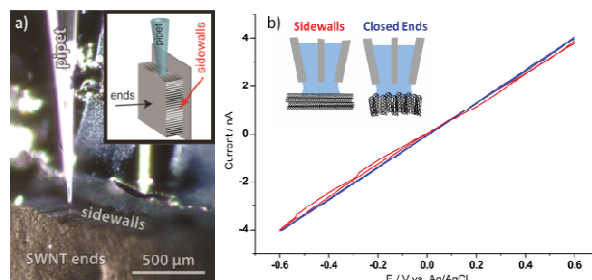 a)
pipet
pipet
sidewalls
ends
sidewalls
SWNT ends
500 µm
b)
Sidewalls Closed Ends
Current / nA
4
2
0
-2
-4
-0.6 -0.4 -0.2 0.0 0.2 0.4 0.6
E / V vs. Ag/AgCl